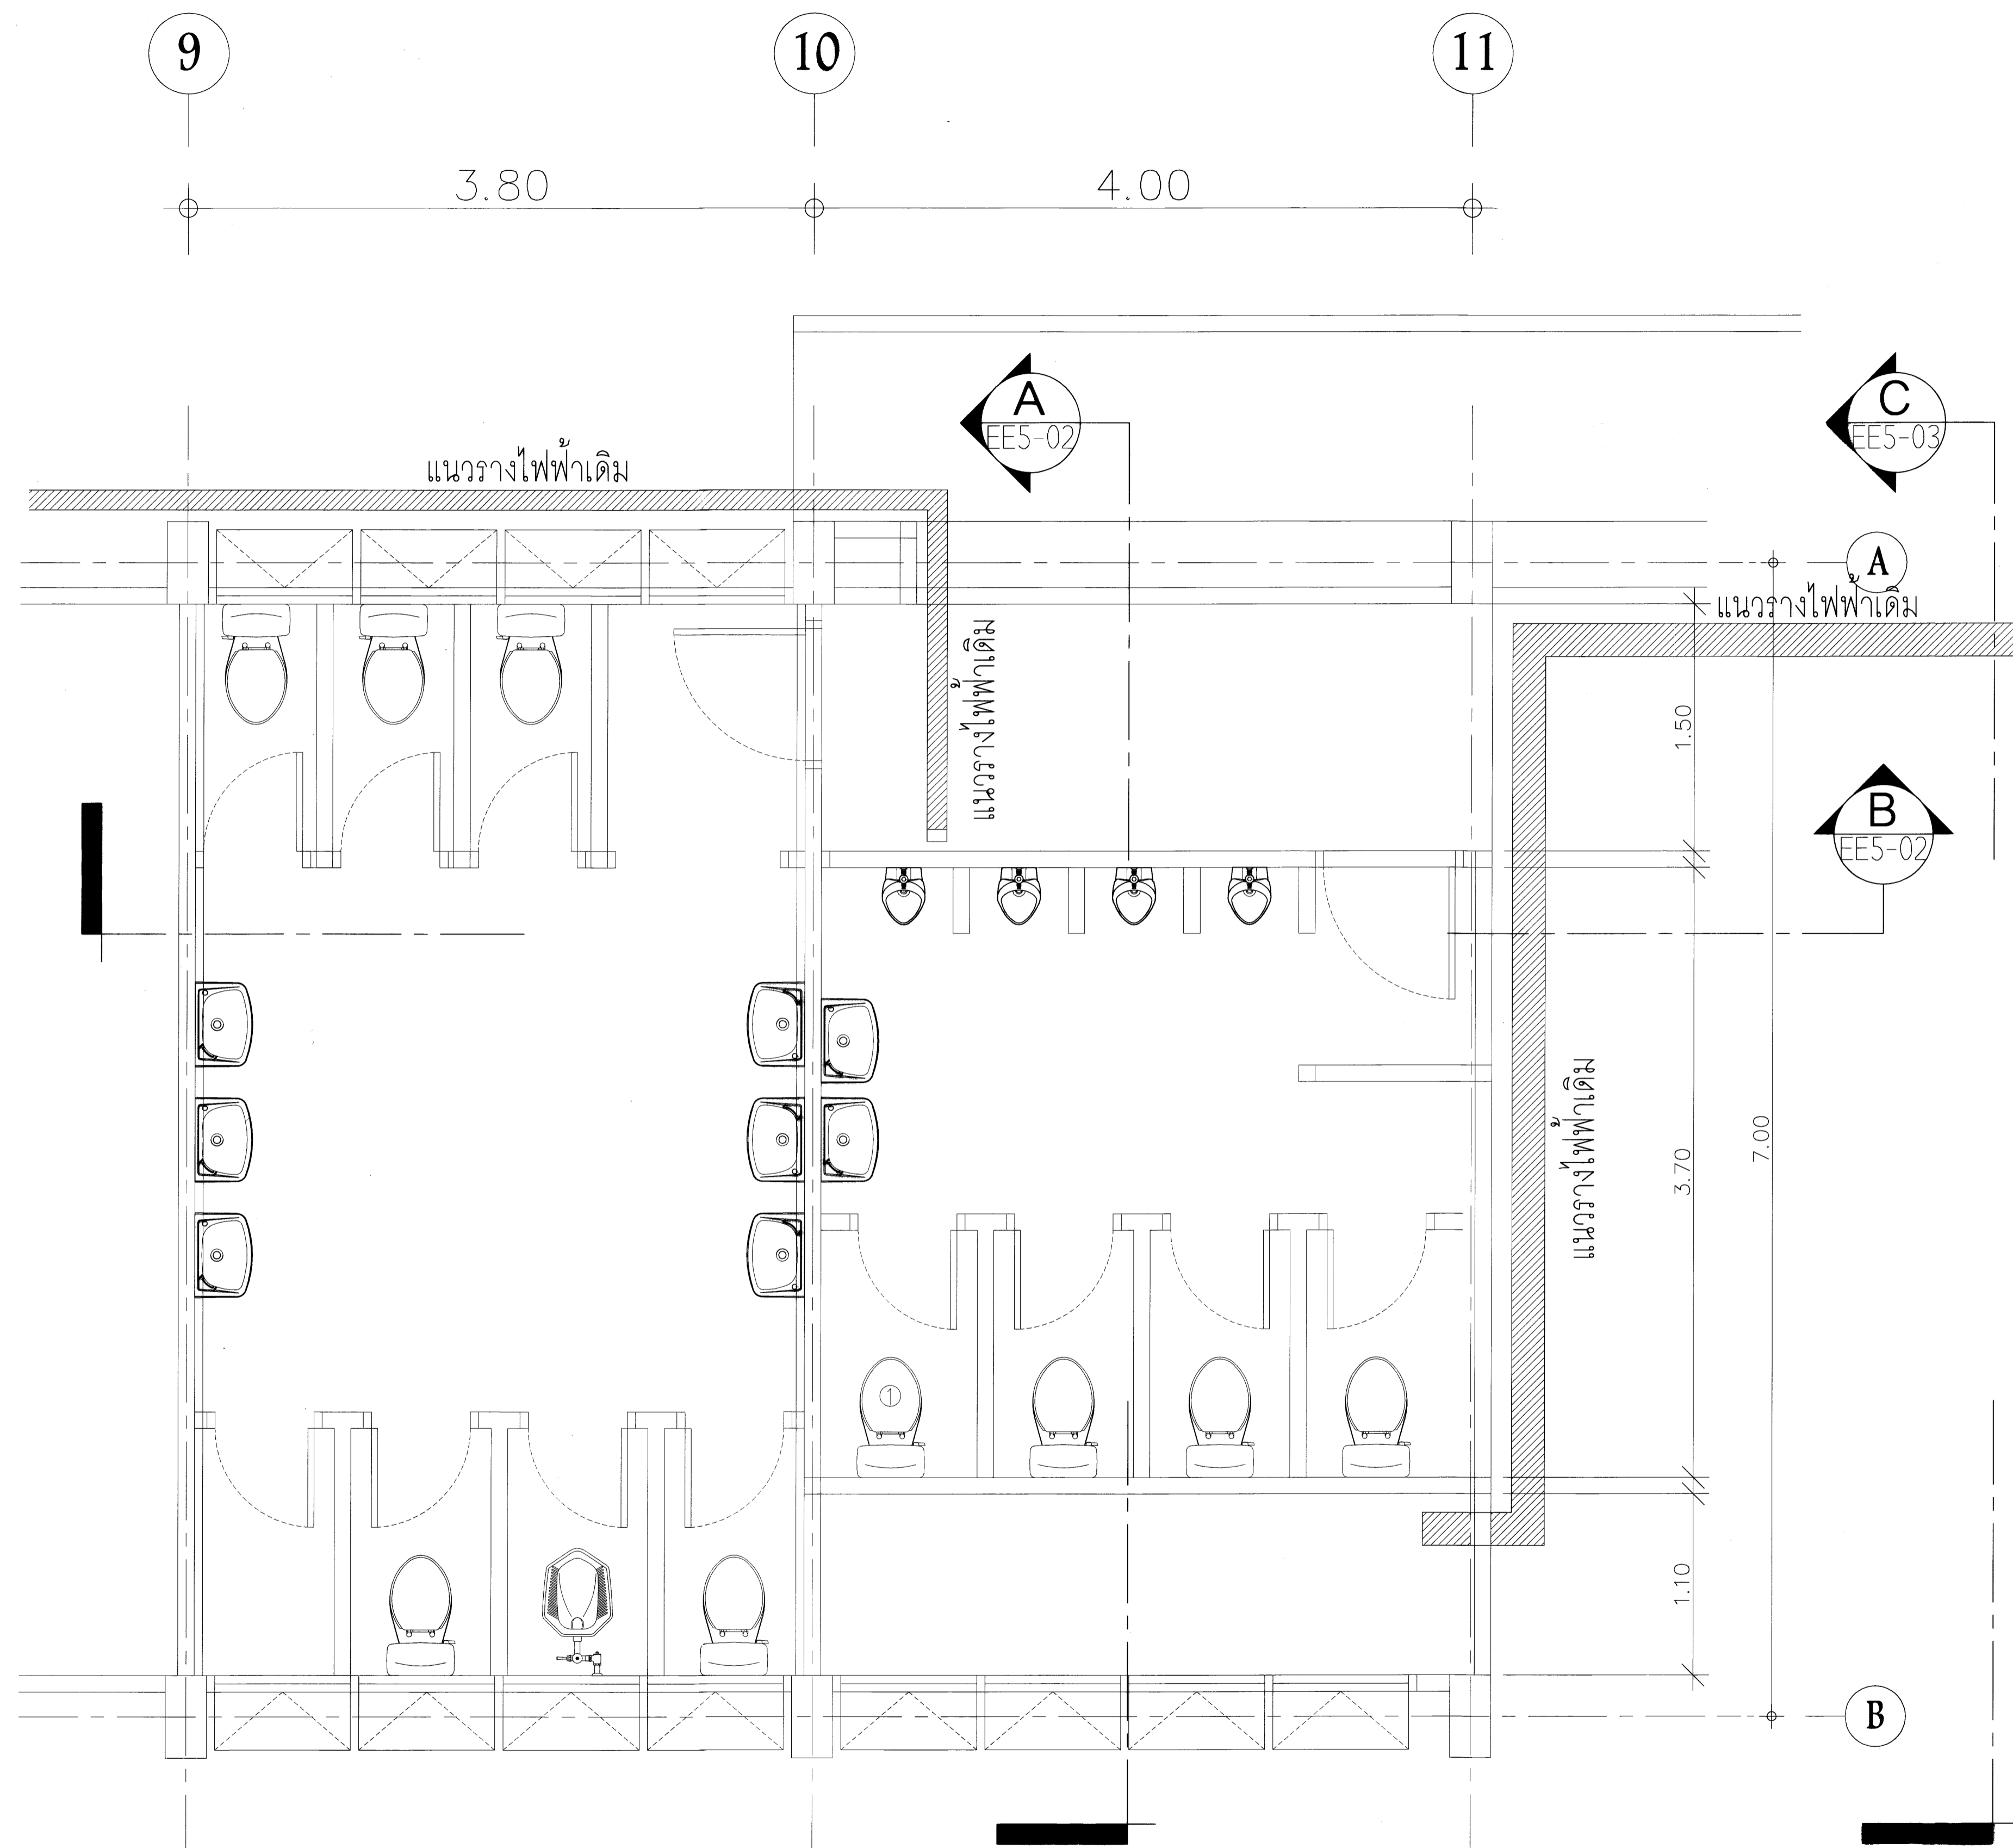 9
10
11
3.80
4.00
A
EE5-02
C
EE5-03
แนวรางไฟฟ้าเดิม
A
แนวรางไฟฟ้าเดิม
แนวรางไฟฟ้าเดิม
1.50
B
EE5-02
แนวรางไฟฟ้าเดิม
3.70
7.00
1
1.10
B